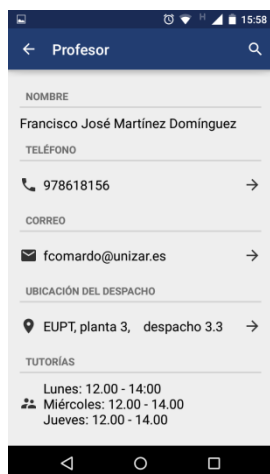 H 15:58
Profesor
NOMBRE
Francisco José Martínez Domínguez
TELÉFONO
978618156
CORREO
fcomardo@unizar.es
UBICACIÓN DEL DESPACHO
EUPT, planta 3, despacho 3.3
TUTORÍAS
Lunes: 12.00 - 14:00
Miércoles: 12.00 - 14.00
Jueves: 12.00 - 14.00